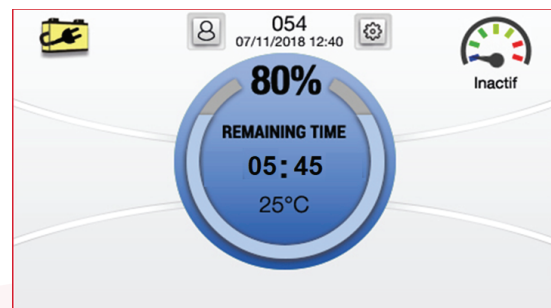 054
07/11/2018 12:40
Inactif
80%
REMAINING TIME
05:45
25°C